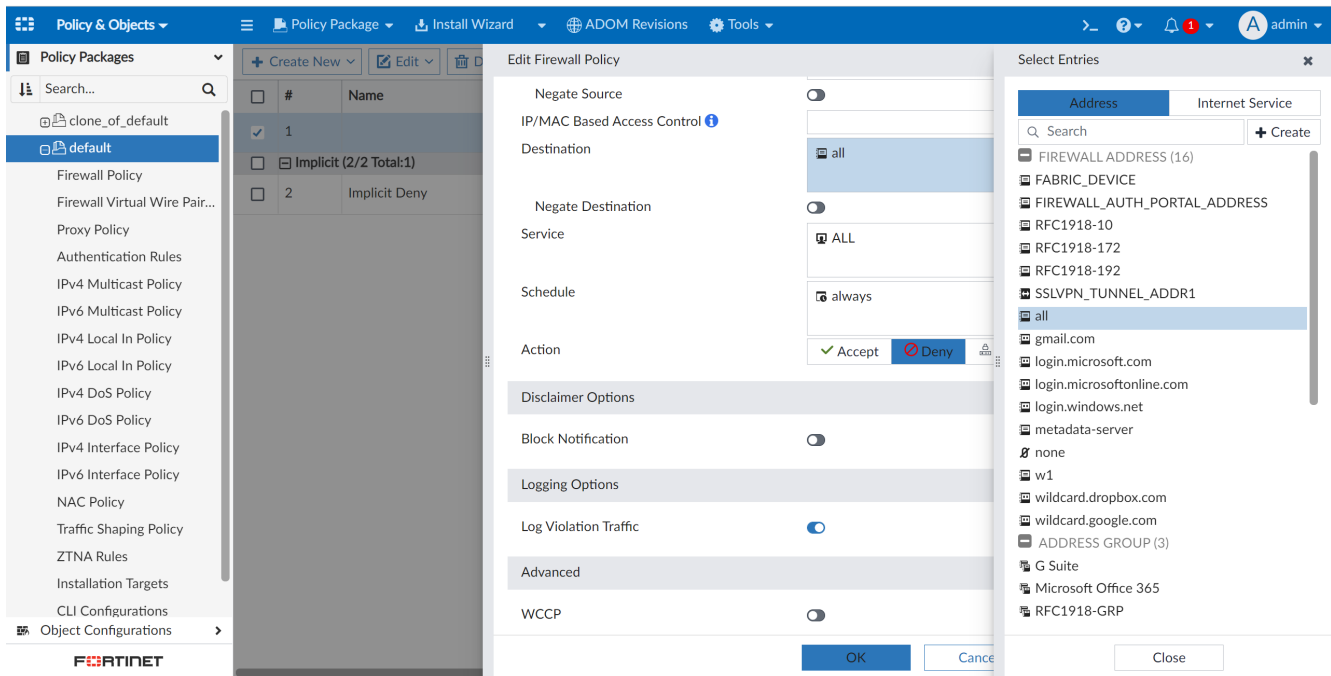 Policy & Objects
Policy Package
Install Wizard
ADOM Revisions
Tools
>_
?
1
A
admin
Policy Packages
Search...
clone_of_default
default
Firewall Policy
Firewall Virtual Wire Pair...
Proxy Policy
Authentication Rules
IPv4 Multicast Policy
IPv6 Multicast Policy
IPv4 Local In Policy
IPv6 Local In Policy
IPv4 DoS Policy
IPv6 DoS Policy
IPv4 Interface Policy
IPv6 Interface Policy
NAC Policy
Traffic Shaping Policy
ZTNA Rules
Installation Targets
CLI Configurations
Object Configurations
FORTINET
+ Create New
Edit
D
# Name
1
Implicit (2/2 Total:1)
2 Implicit Deny
Edit Firewall Policy
Negate Source
IP/MAC Based Access Control
Destination
all
Negate Destination
Service
ALL
Schedule
always
Action
Accept
Deny
Disclaimer Options
Block Notification
Logging Options
Log Violation Traffic
Advanced
WCCP
OK
Cance
Select Entries
Address
Internet Service
Search
+ Create
FIREWALL ADDRESS (16)
FABRIC_DEVICE
FIREWALL_AUTH_PORTAL_ADDRESS
RFC1918-10
RFC1918-172
RFC1918-192
SSLVPN_TUNNEL_ADDR1
all
gmail.com
login.microsoft.com
login.microsoftonline.com
login.windows.net
metadata-server
none
w1
wildcard.dropbox.com
wildcard.google.com
ADDRESS GROUP (3)
G Suite
Microsoft Office 365
RFC1918-GRP
Close